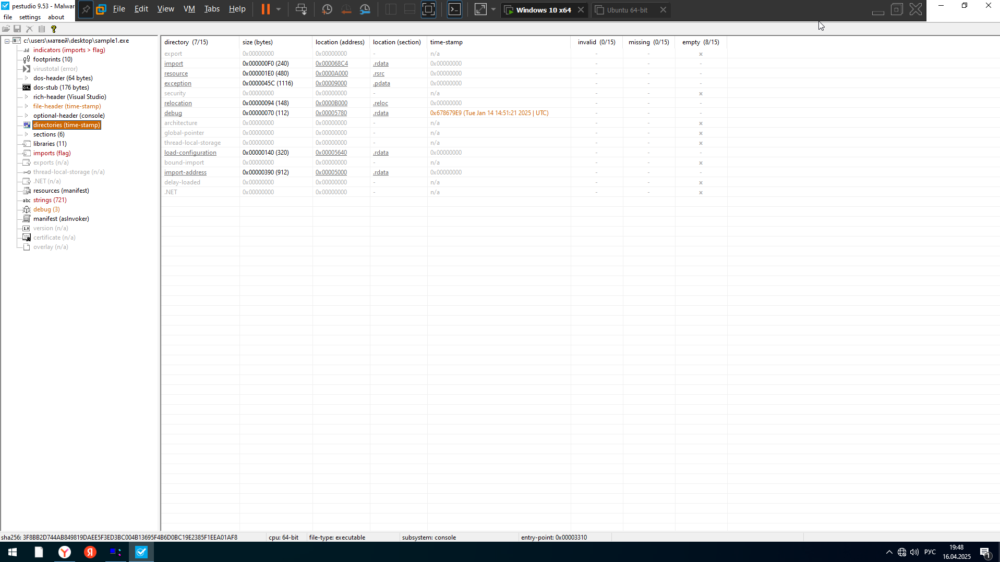 pestudio 9.53 - Malwar
File Edit View VM Tabs Help
Windows 10 x64
Ubuntu 64-bit
file settings about
c:\users\матвей\desktop\sample1.exe
indicators (imports > flag)
footprints (10)
virustotal (error)
dos-header (64 bytes)
dos-stub (176 bytes)
rich-header (Visual Studio)
file-header (time-stamp)
optional-header (console)
directories (time-stamp)
sections (6)
libraries (11)
imports (flag)
exports (n/a)
thread-local-storage (n/a)
.NET (n/a)
resources (manifest)
abc strings (721)
debug (3)
manifest (asInvoker)
1.0 version (n/a)
certificate (n/a)
overlay (n/a)
directory (7/15) size (bytes) location (address) location (section) time-stamp invalid (0/15) missing (0/15) empty (8/15)
export 0x00000000 0x00000000 - n/a - - x
import 0x000000F0 (240) 0x000068C4 .rdata 0x00000000 - - -
resource 0x000001E0 (480) 0x0000A000 .rsrc 0x00000000 - - -
exception 0x0000045C (1116) 0x00009000 .pdata 0x00000000 - - -
security 0x00000000 0x00000000 - n/a - - x
relocation 0x00000094 (148) 0x0000B000 .reloc 0x00000000 - - -
debug 0x00000070 (112) 0x00005780 .rdata 0x678679E9 (Tue Jan 14 14:51:21 2025 | UTC) - - -
architecture 0x00000000 0x00000000 - n/a - - x
global-pointer 0x00000000 0x00000000 - n/a - - x
thread-local-storage 0x00000000 0x00000000 - n/a - - x
load-configuration 0x00000140 (320) 0x00005640 .rdata 0x00000000 - - -
bound-import 0x00000000 0x00000000 - n/a - - x
import-address 0x00000390 (912) 0x00005000 .rdata 0x00000000 - - -
delay-loaded 0x00000000 0x00000000 - n/a - - x
.NET 0x00000000 0x00000000 - n/a - - x
sha256: 3F8BB2D744AB849819DAEE5F3ED3BC004B13695F4B6D0BC19E2385F1EEA01AF8 cpu: 64-bit file-type: executable subsystem: console entry-point: 0x00003310
Y Я РУС 19:48
16.04.2025
1